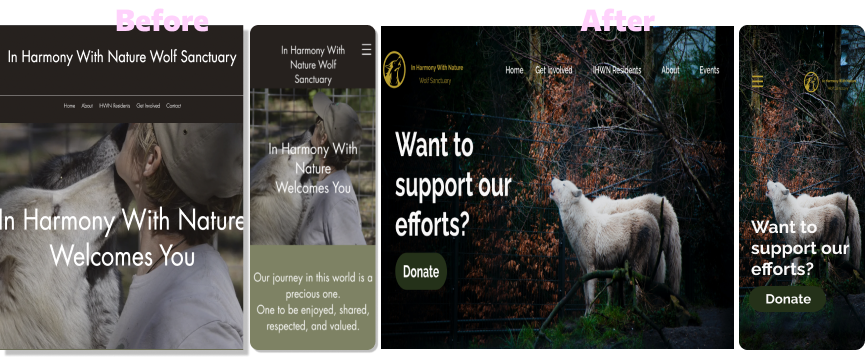 Before
After
In Harmony With Nature Wolf Sanctuary
Home About IHWN Residents Get Involved Contact
In Harmony With Nature
Welcomes You
In Harmony With
Nature Wolf
Sanctuary
In Harmony With
Nature
Welcomes You
Our journey in this world is a
precious one.
One to be enjoyed, shared,
respected, and valued.
In Harmony With Nature
Wolf Sanctuary
Home Get Involved IHWN Residents About Events
Want to
support our
efforts?
Donate
Want to
support our
efforts?
Donate